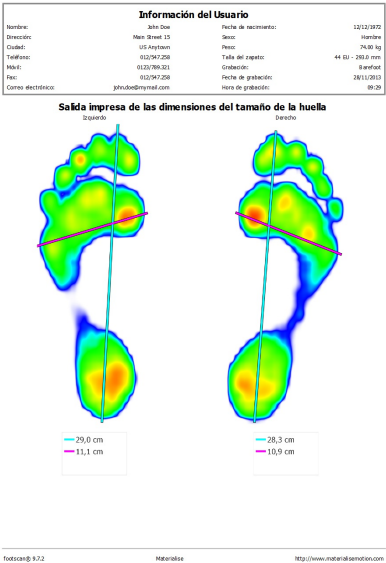 Información del Usuario
Nombre: John Doe Fecha de nacimiento: 12/12/1972
Dirección: Main Street 15 Sexo: Hombre
Ciudad: US Anytown Peso: 74.00 kg
Teléfono: 012/547.258 Talla del zapato: 44 EU - 293.0 mm
Móvil: 0123/789.321 Grabación: Barefoot
Fax: 012/547.258 Fecha de grabación: 28/11/2013
Correo electrónico: john.doe@mymail.com Hora de grabación: 09:29
Salida impresa de las dimensiones del tamaño de la huella
Izquierdo Derecho
29,0 cm 28,3 cm
11,1 cm 10,9 cm
footscan® 9.7.2 Materialise http://www.materialisemotion.com